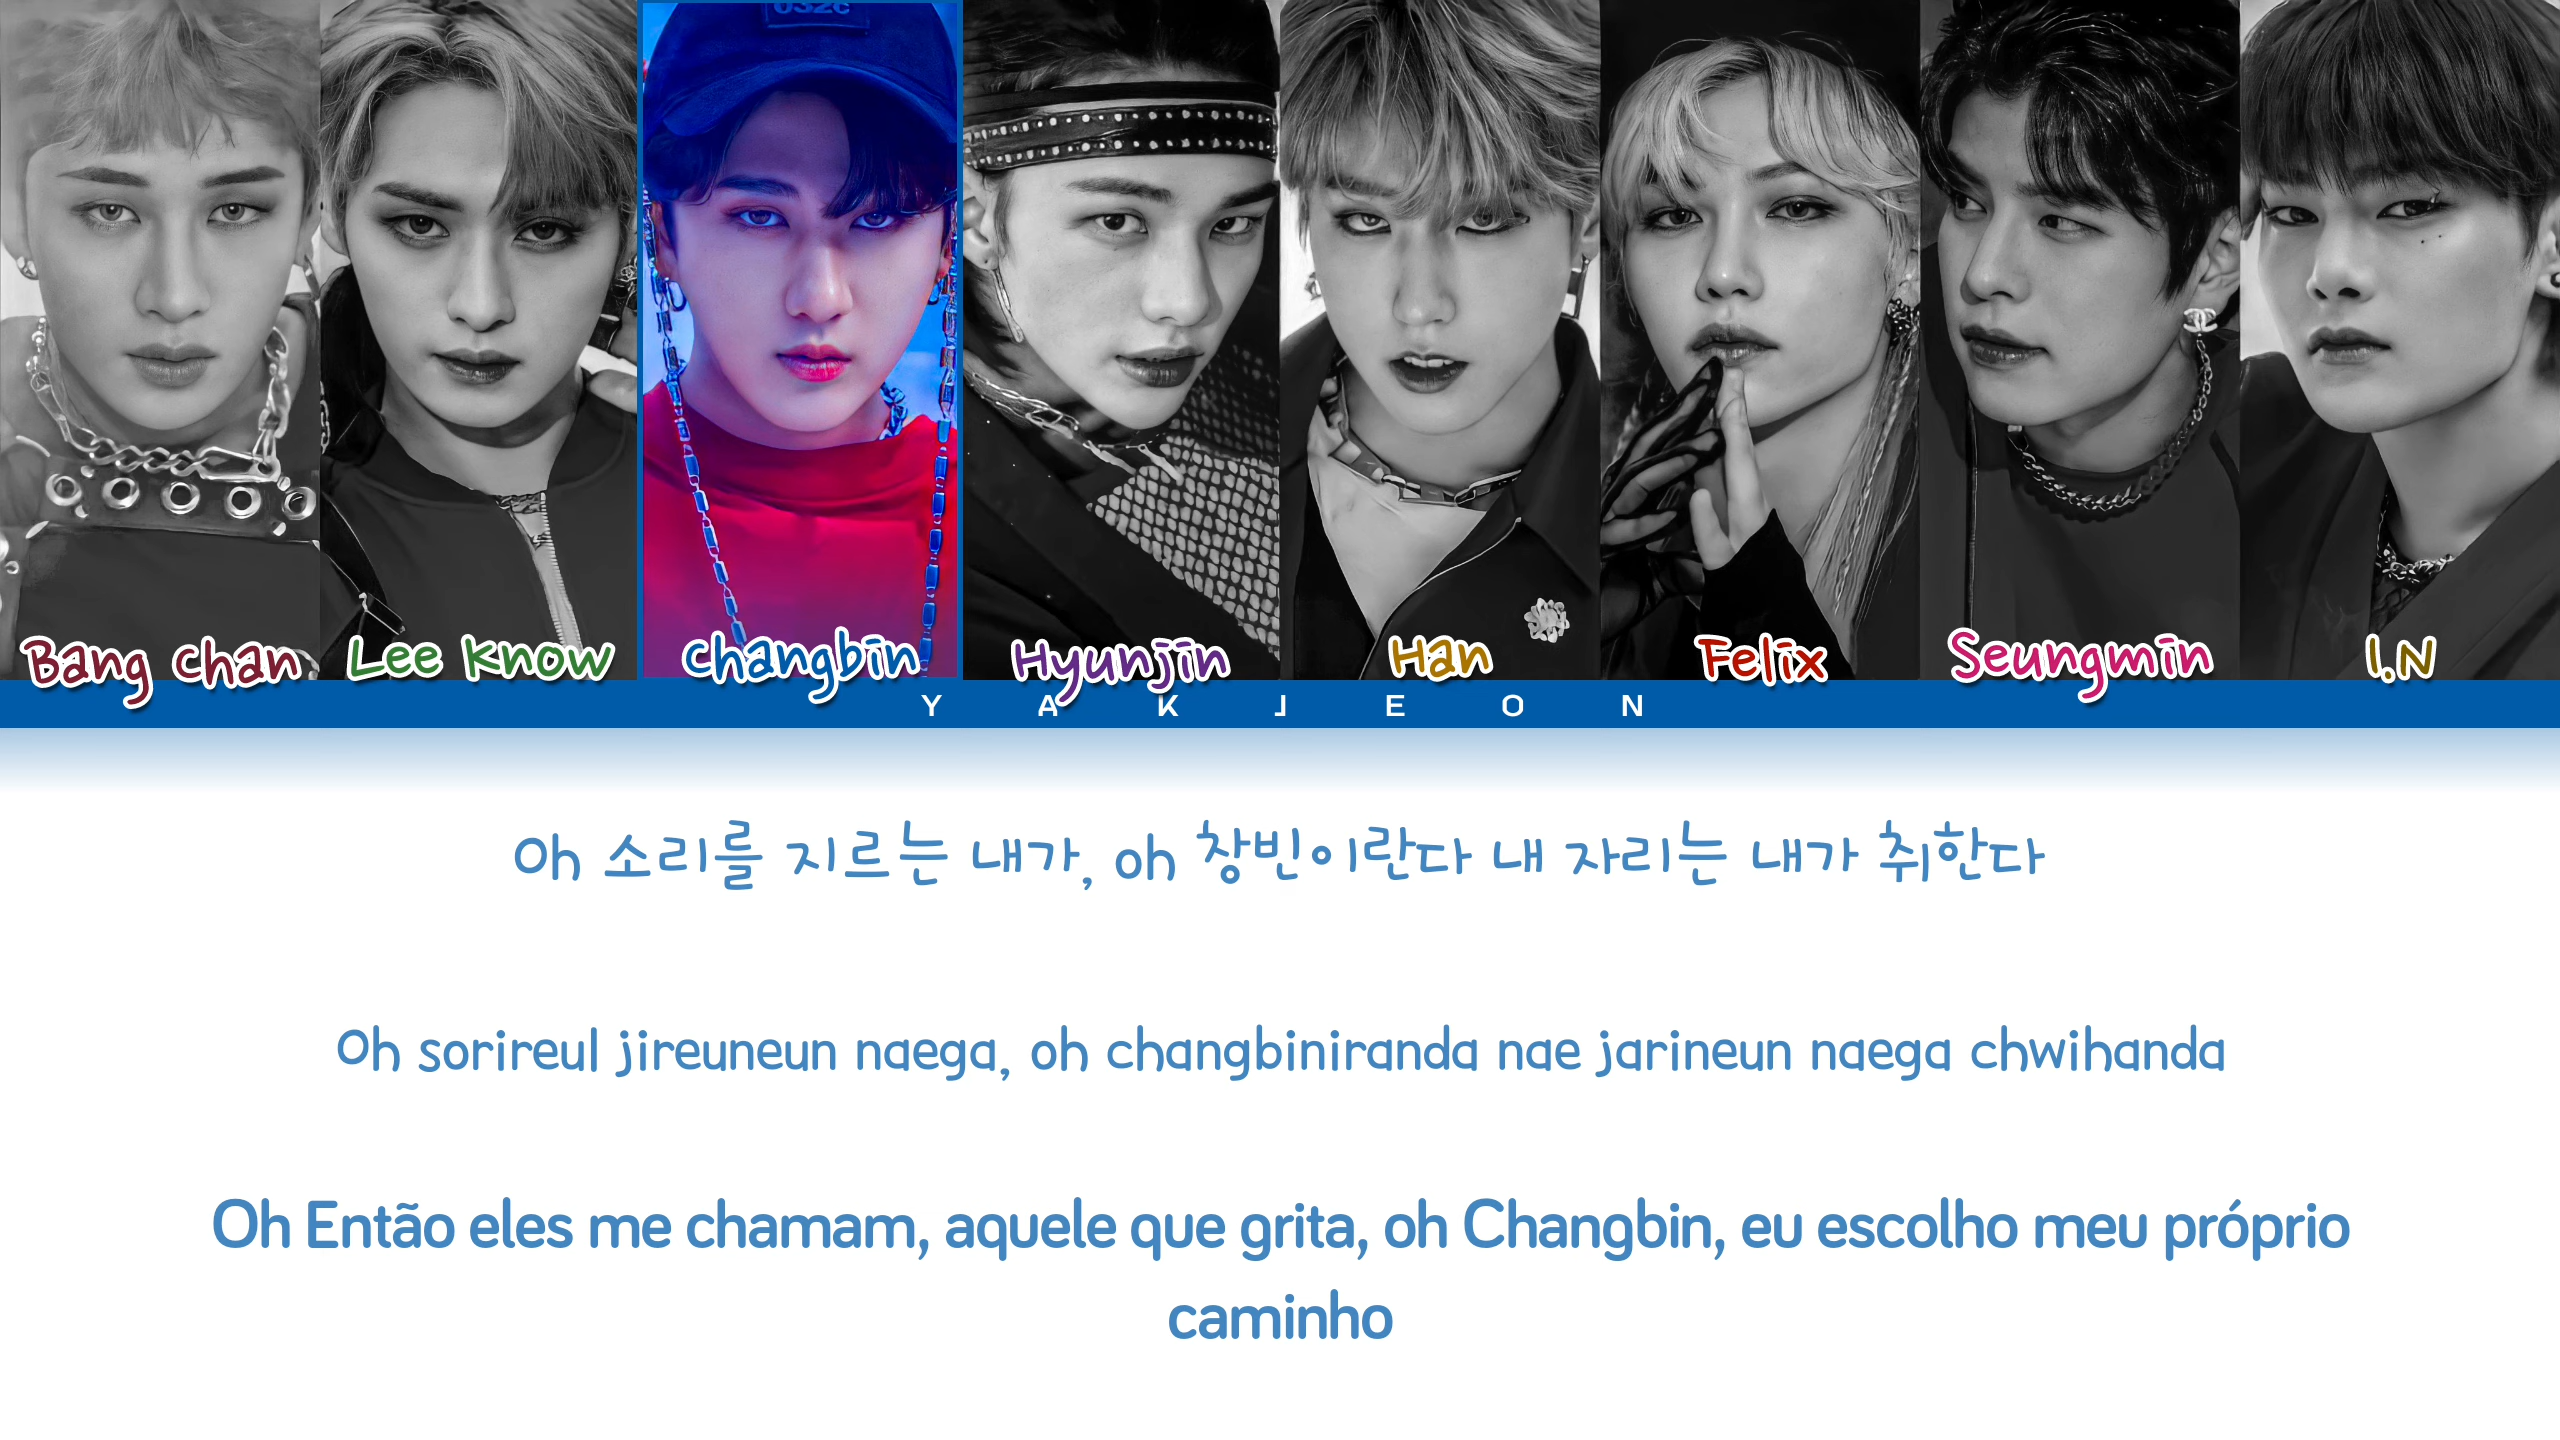 032c
Bang Chan Lee Know Changbin Hyunjin Han Felix Seungmin I.N
YAKJEON
Oh 소리를 지르는 내가, oh 창빈이란다 내 자리는 내가 취한다
Oh sorireul jireuneun naega, oh changbiniranda nae jarineun naega chwihanda
Oh Então eles me chamam, aquele que grita, oh Changbin, eu escolho meu próprio
caminho